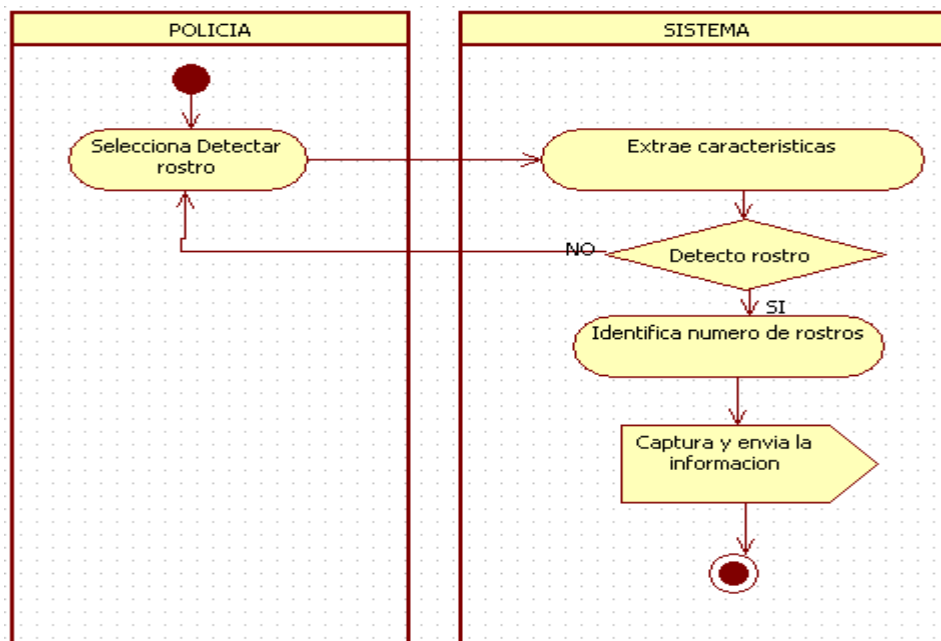 POLICIA
SISTEMA
Selecciona Detectar
rostro
Extrae caracteristicas
Detecto rostro
NO
SI
Identifica numero de rostros
Captura y envia la
informacion